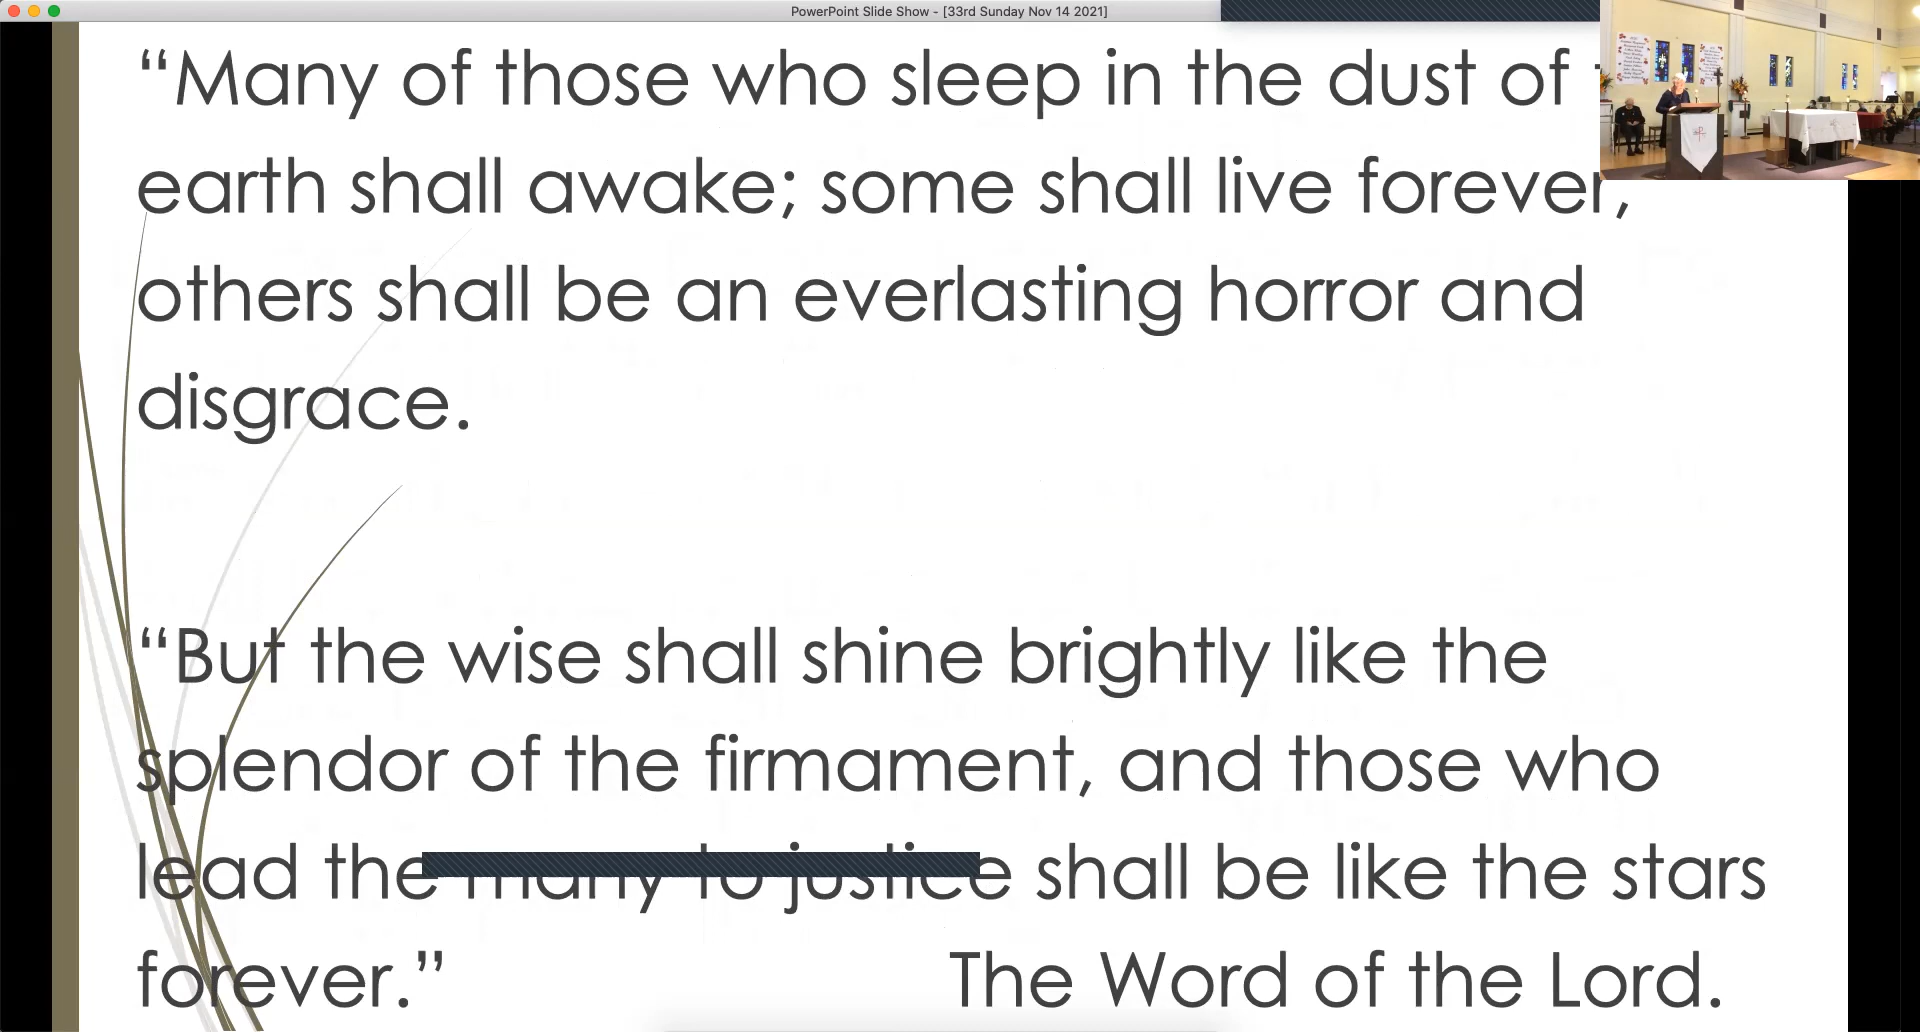 PowerPoint Slide Show - [33rd Sunday Nov 14 2021]
“Many of those who sleep in the dust of
earth shall awake; some shall live forever,
others shall be an everlasting horror and
disgrace.
“But the wise shall shine brightly like the
splendor of the firmament, and those who
lead the many to justice shall be like the stars
forever.”
The Word of the Lord.